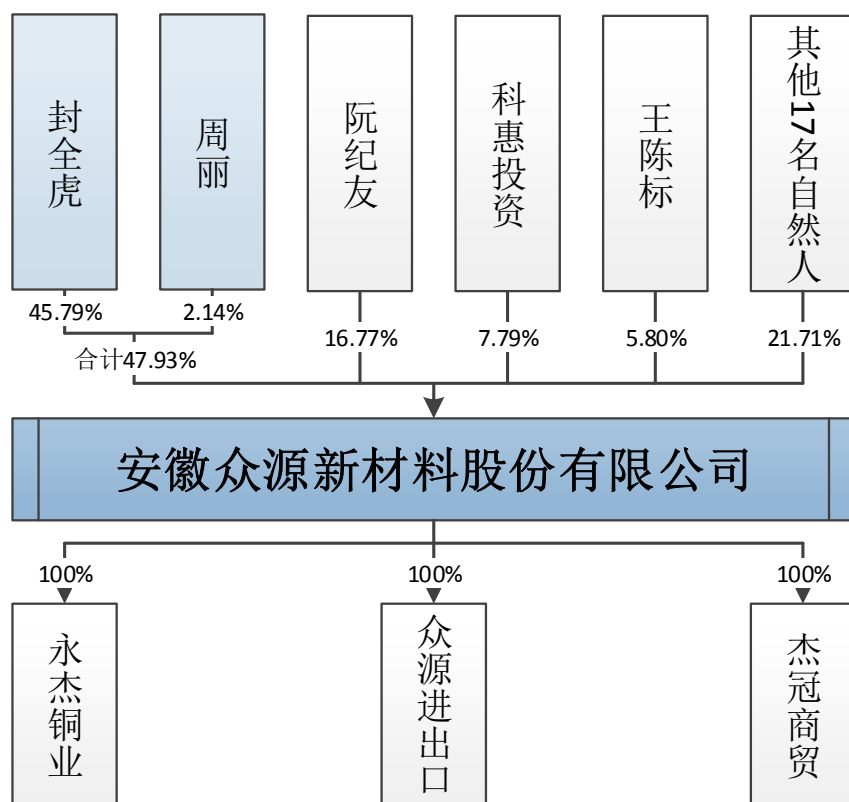 封全虎
周丽
阮纪友
科惠投资
王陈标
其他17名自然人
45.79%
2.14%
16.77%
7.79%
5.80%
21.71%
合计47.93%
安徽众源新材料股份有限公司
100%
100%
100%
永杰铜业
众源进出口
杰冠商贸